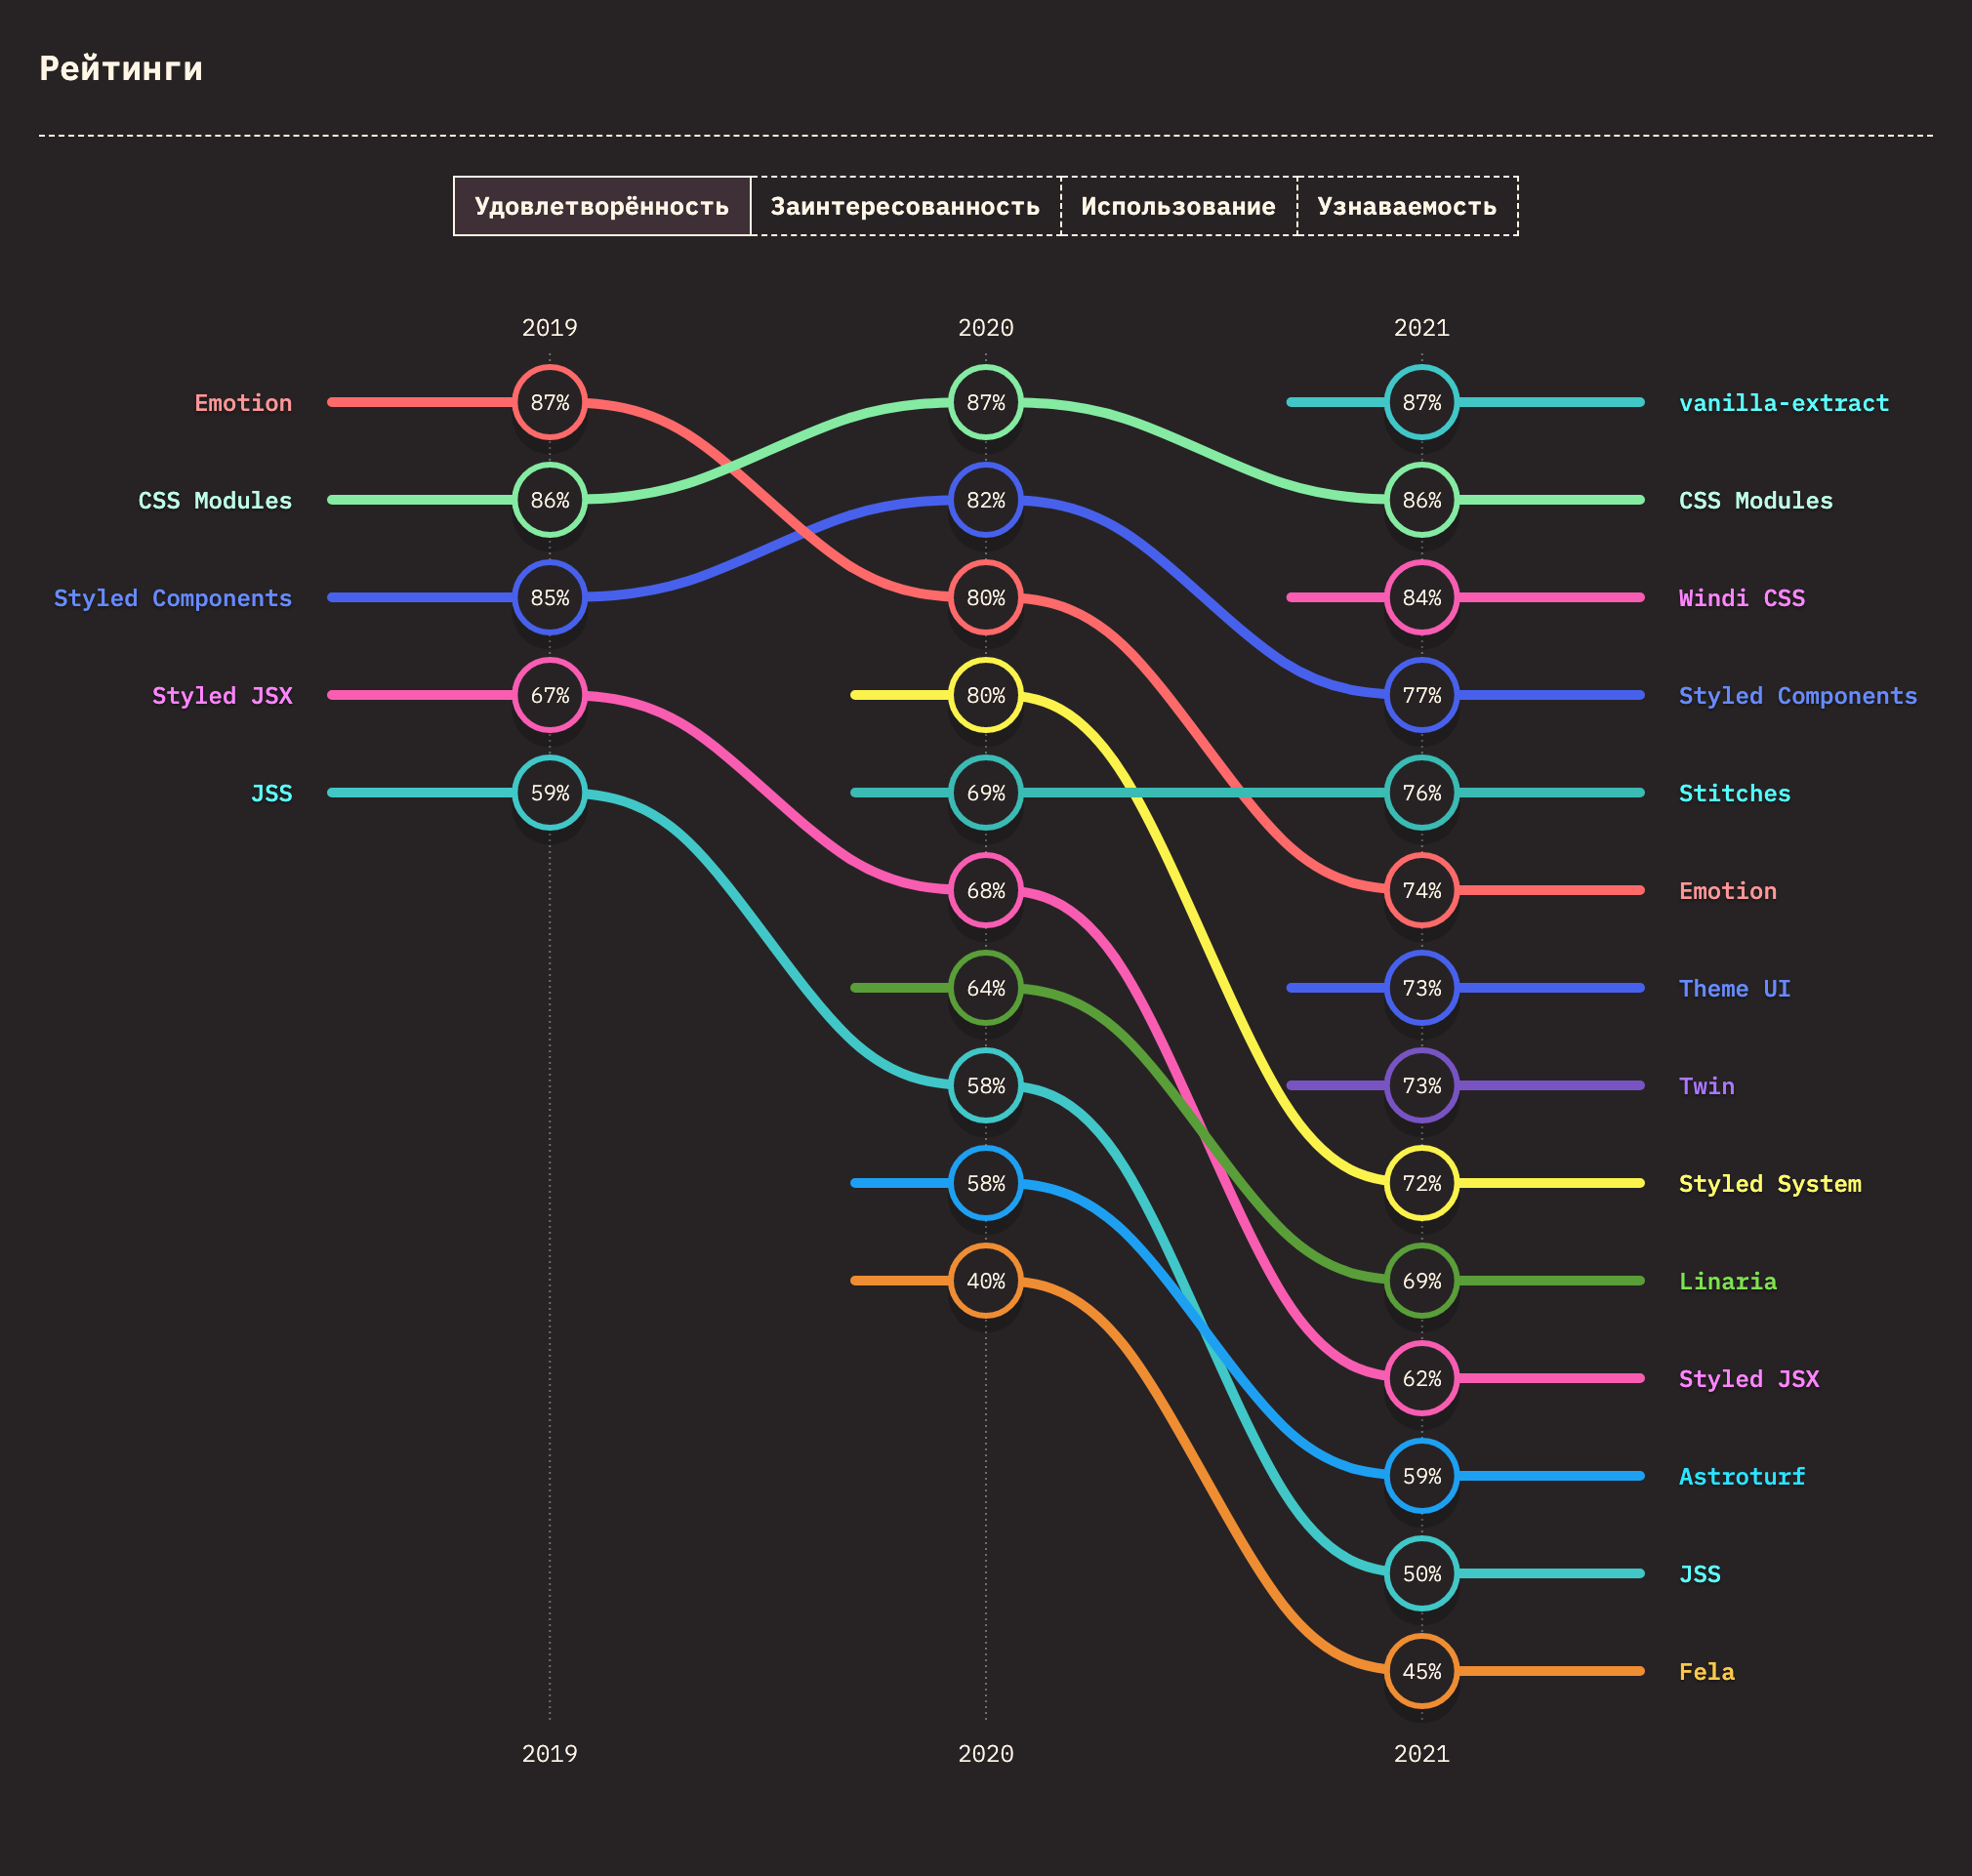 Рейтинги
Удовлетворённость Заинтересованность Использование Узнаваемость
2019 2020 2021
Emotion 87% 87% 87% vanilla-extract
CSS Modules 86% 82% 86% CSS Modules
Styled Components 85% 80% 84% Windi CSS
Styled JSX 67% 80% 77% Styled Components
JSS 59% 69% 76% Stitches
68% 74% Emotion
64% 73% Theme UI
58% 73% Twin
58% 72% Styled System
40% 69% Linaria
62% Styled JSX
59% Astroturf
50% JSS
45% Fela
2019 2020 2021